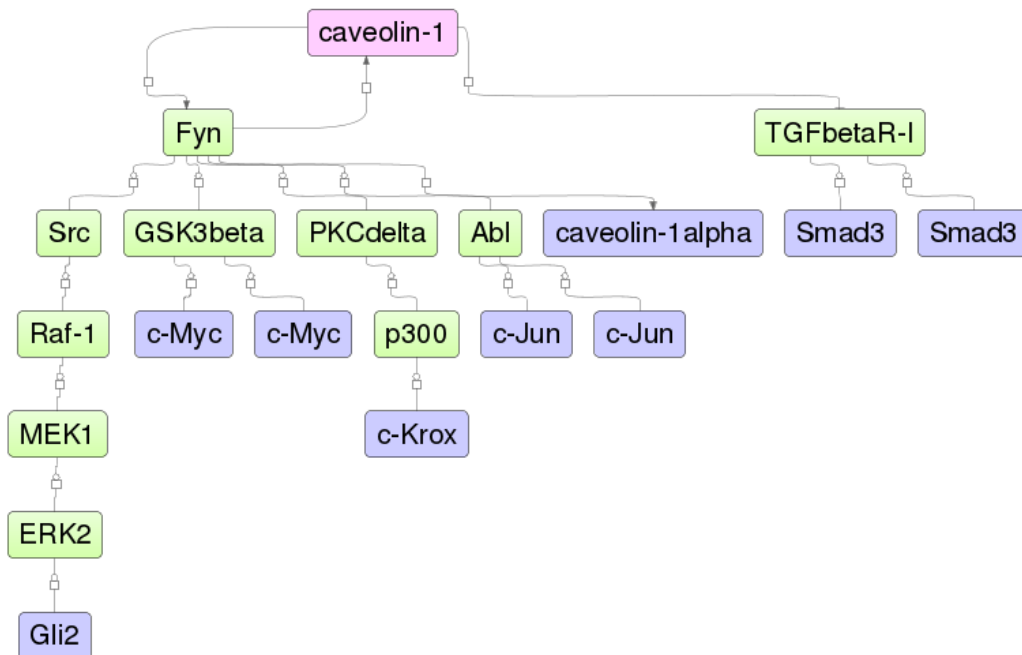 caveolin-1
Fyn
TGFbetaR-I
Src
GSK3beta
PKCdelta
Abl
caveolin-1alpha
Smad3
Smad3
Raf-1
c-Myc
c-Myc
p300
c-Jun
c-Jun
MEK1
c-Krox
ERK2
Gli2